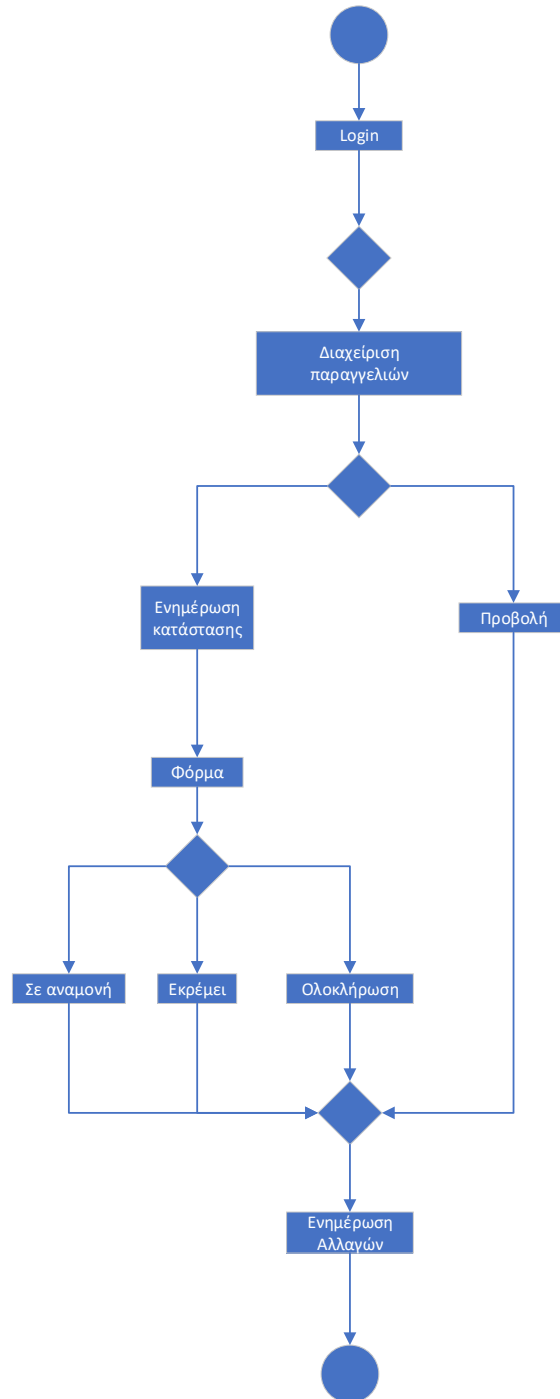 Login
Διαχείριση
παραγγελιών
Ενημέρωση
κατάστασης
Προβολή
Φόρμα
Σε αναμονή
Εκρέμει
Ολοκλήρωση
Ενημέρωση
Αλλαγών